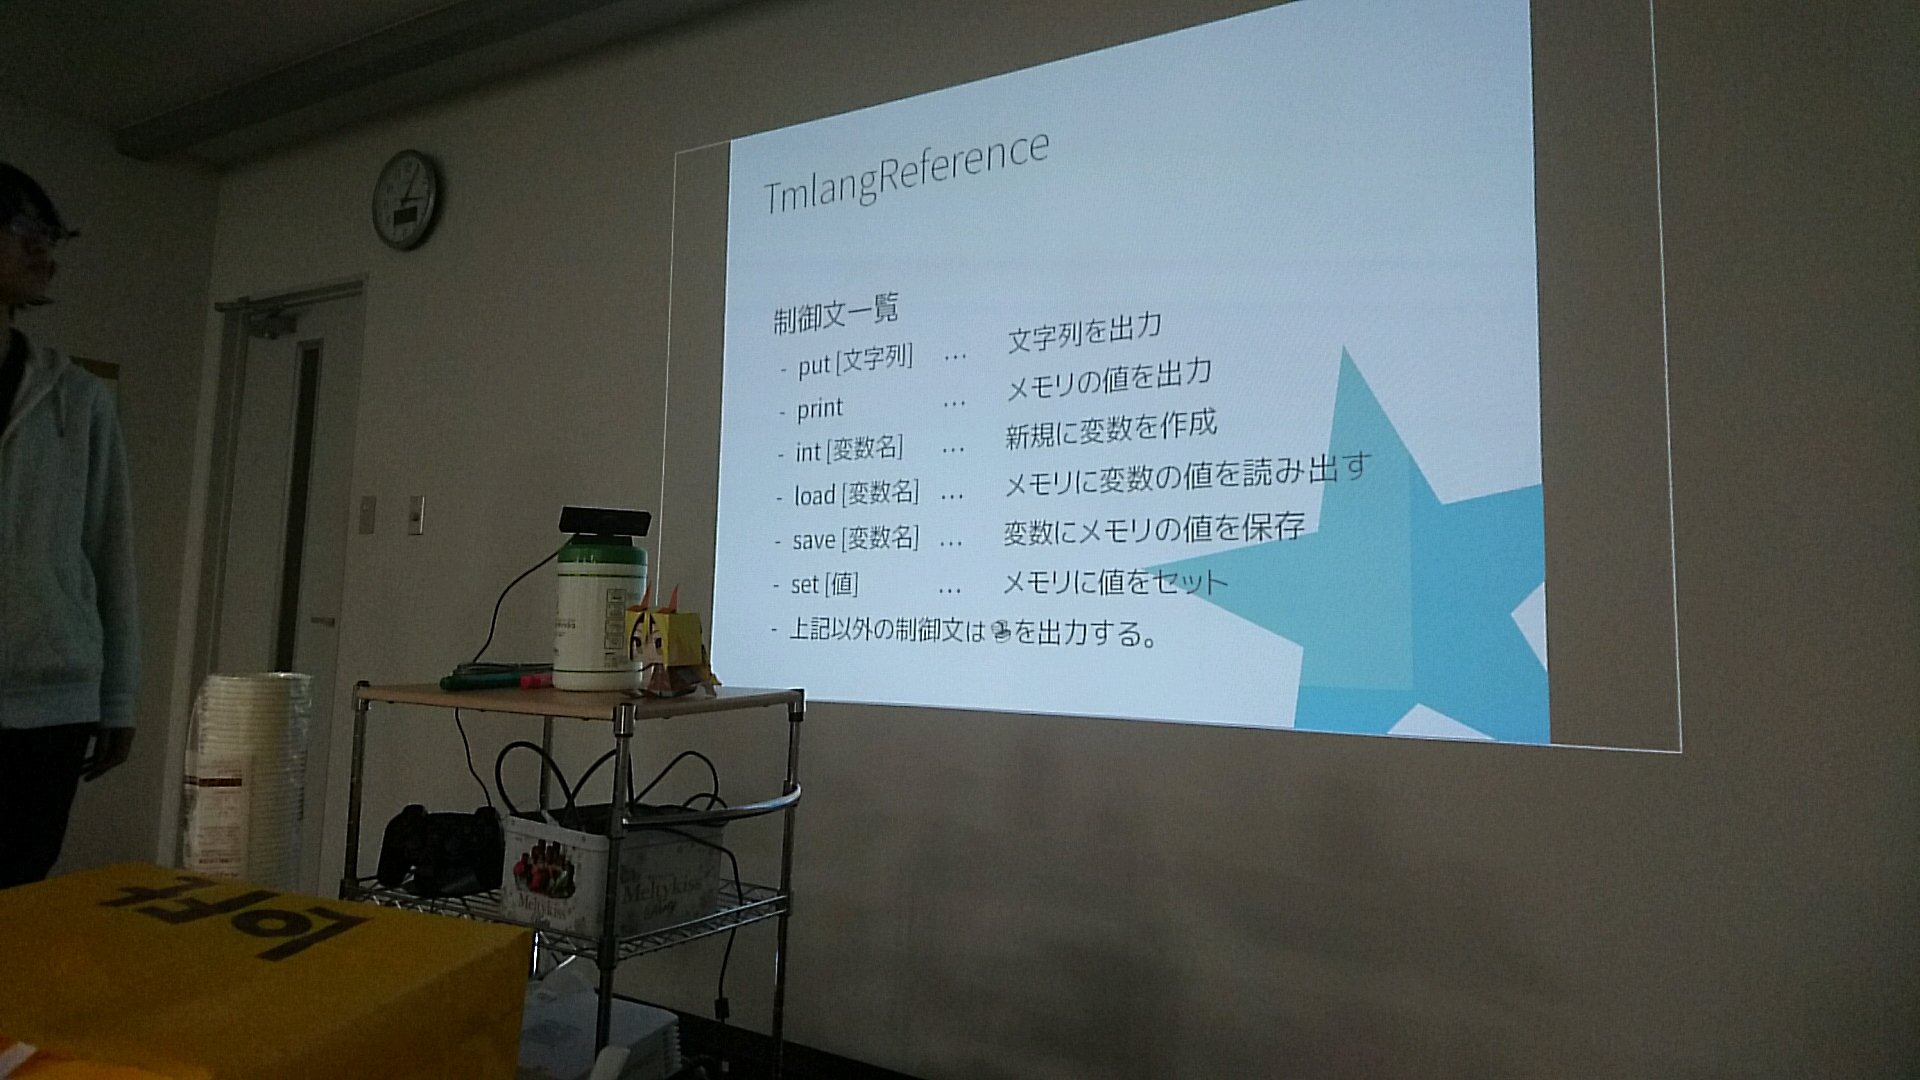 TmlangReference
制御文一覧
- put [文字列] … 文字列を出力
- print … メモリの値を出力
- int [変数名] … 新規に変数を作成
- load [変数名] … メモリに変数の値を読み出す
- save [変数名] … 変数にメモリの値を保存
- set [値] … メモリに値をセット
- 上記以外の制御文は を出力する。
LOFT
Meltykiss
Meltykiss